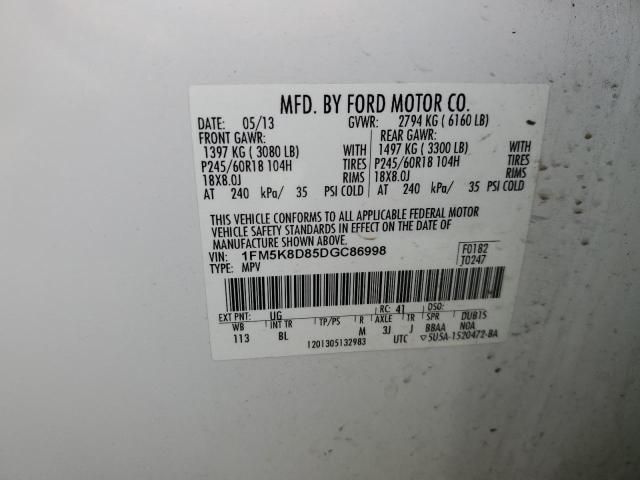 MFD. BY FORD MOTOR CO.
DATE: 05/13 GVWR: 2794 KG ( 6160 LB)
FRONT GAWR: REAR GAWR:
1397 KG ( 3080 LB) WITH 1497 KG ( 3300 LB) WITH
P245/60R18 104H TIRES P245/60R18 104H TIRES
18X8.0J RIMS 18X8.0J RIMS
AT 240 kPa/ 35 PSI COLD AT 240 kPa/ 35 PSI COLD
THIS VEHICLE CONFORMS TO ALL APPLICABLE FEDERAL MOTOR
VEHICLE SAFETY STANDARDS IN EFFECT ON THE DATE OF
MANUFACTURE SHOWN ABOVE.
VIN: 1FM5K8D85DGC86998 F0182
TYPE: MPV T0247
EXT PNT: UG RC: 41 DSO:
WB INT TR TP/PS R AXLE TR SPR DUBTS
113 BL M 3J J BBAA NOA
1201305132983 UTC ▽5U5A-1520472-BA